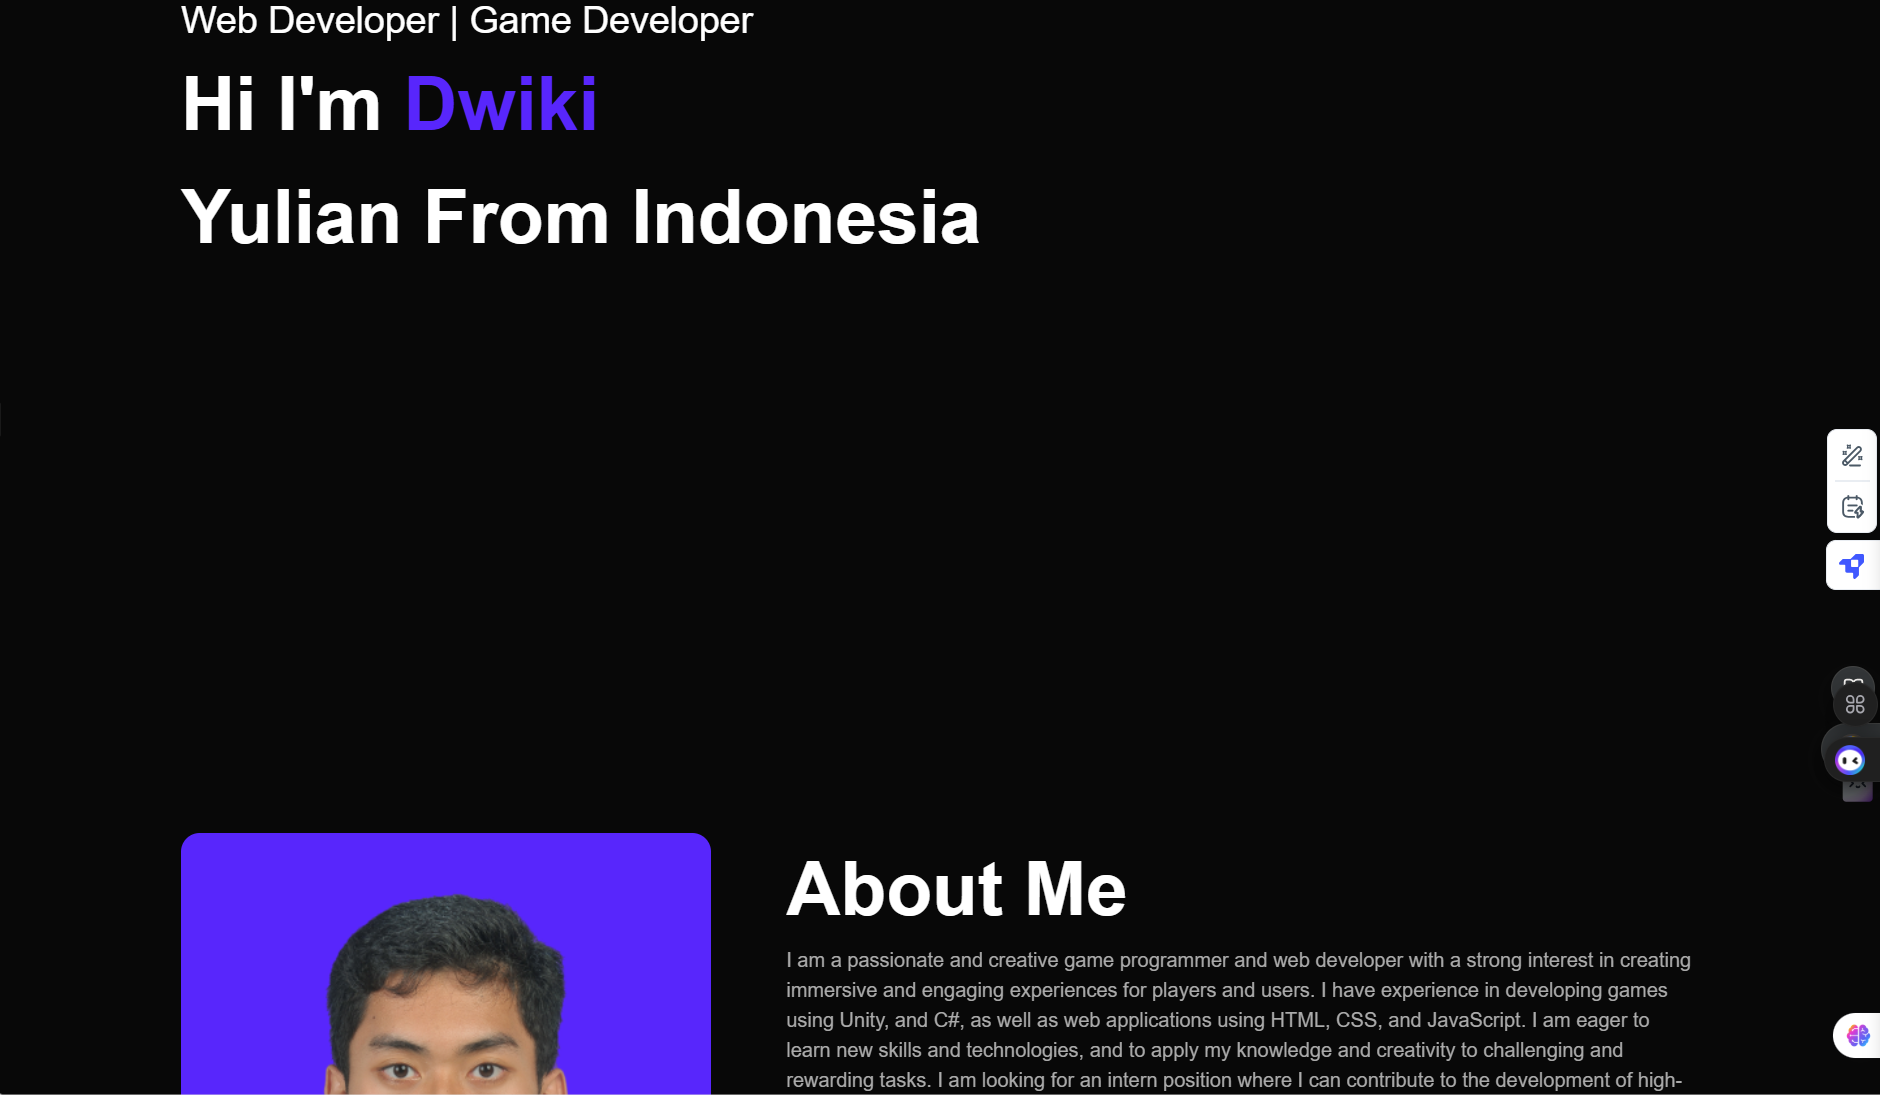 Web Developer | Game Developer
Hi I'm Dwiki
Yulian From Indonesia
About Me
I am a passionate and creative game programmer and web developer with a strong interest in creating
immersive and engaging experiences for players and users. I have experience in developing games
using Unity, and C#, as well as web applications using HTML, CSS, and JavaScript. I am eager to
learn new skills and technologies, and to apply my knowledge and creativity to challenging and
rewarding tasks. I am looking for an intern position where I can contribute to the development of high-